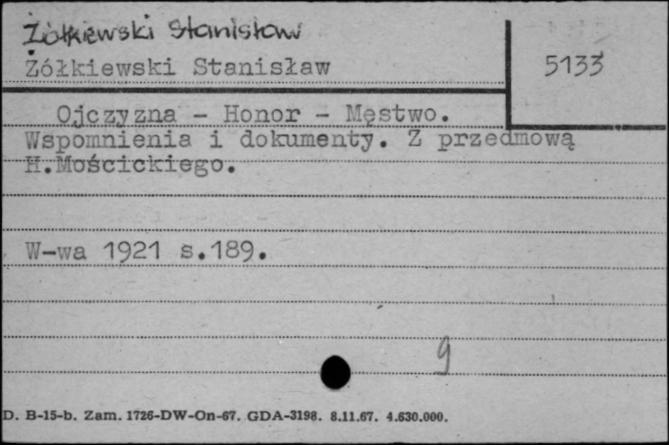 Żółkiewski Stanisław
Żółkiewski Stanisław
5133
Ojczyzna - Honor - Męstwo.
Wspomnienia i dokumenty. Z przedmową
H.Mościckiego.
W-wa 1921 s.189.
9
D. B-15-b. Zam. 1726-DW-On-67. GDA-3198. 8.11.67. 4.630.000.